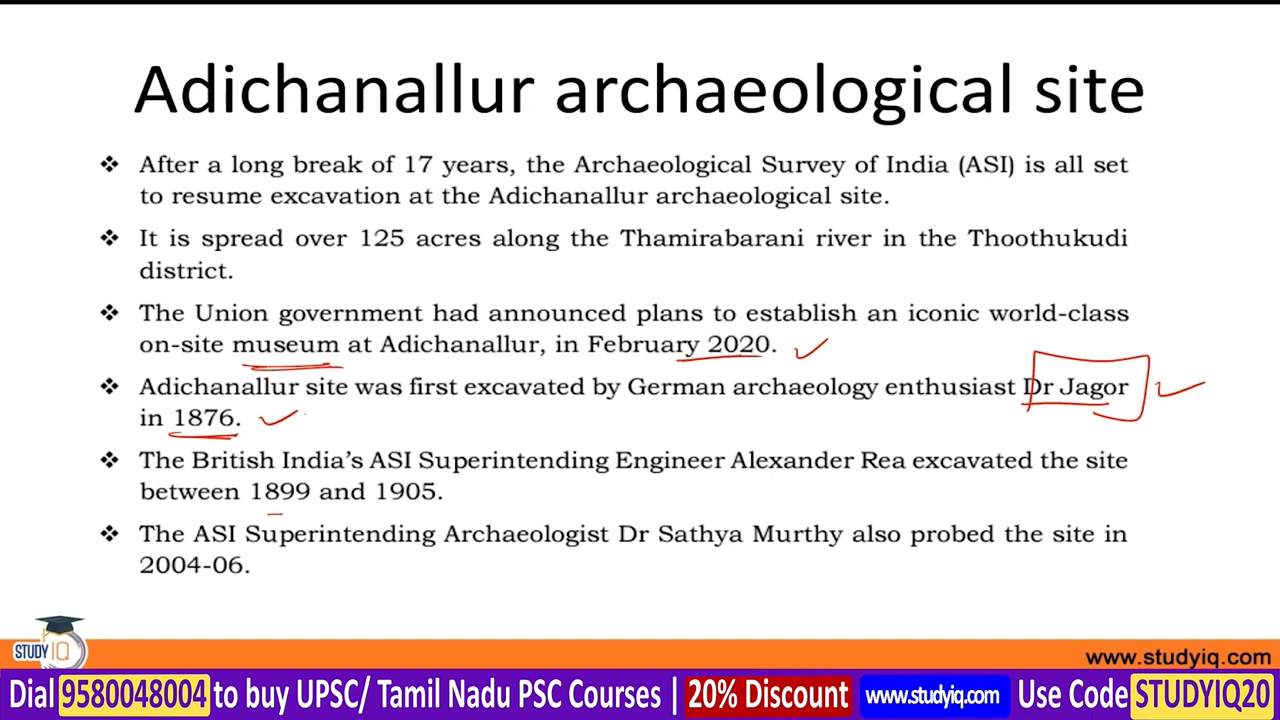 Adichanallur archaeological site
❖ After a long break of 17 years, the Archaeological Survey of India (ASI) is all set
to resume excavation at the Adichanallur archaeological site.
❖ It is spread over 125 acres along the Thamirabarani river in the Thoothukudi
district.
❖ The Union government had announced plans to establish an iconic world-class
on-site museum at Adichanallur, in February 2020.
❖ Adichanallur site was first excavated by German archaeology enthusiast Dr Jagor
in 1876.
❖ The British India’s ASI Superintending Engineer Alexander Rea excavated the site
between 1899 and 1905.
❖ The ASI Superintending Archaeologist Dr Sathya Murthy also probed the site in
2004-06.
STUDY IQ
www.studyiq.com
Dial 9580048004 to buy UPSC/ Tamil Nadu PSC Courses | 20% Discount www.studyiq.com Use Code STUDYIQ20